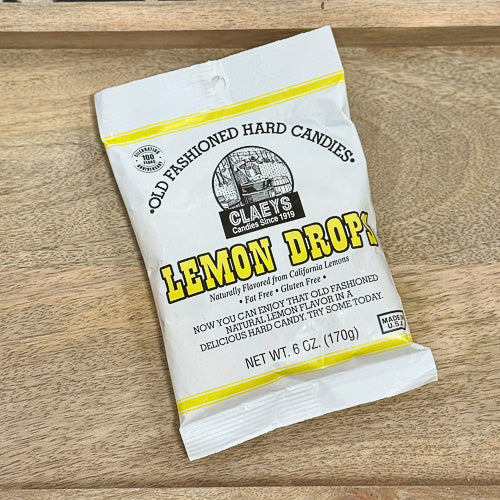 •OLD FASHIONED HARD CANDIES•
CELEBRATING
100
YEARS
ANNIVERSARY
CLAEYS
Candies Since 1919
LEMON DROPS
Naturally Flavored from California Lemons
• Fat Free • Gluten Free •
NOW YOU CAN ENJOY THAT OLD FASHIONED
NATURAL LEMON FLAVOR IN A
DELICIOUS HARD CANDY. TRY SOME TODAY.
MADE IN
U.S.A.
NET WT. 6 OZ. (170g)